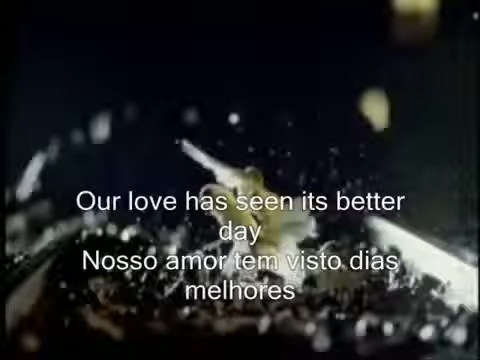 Our love has seen its better
day
Nosso amor tem visto dias
melhores